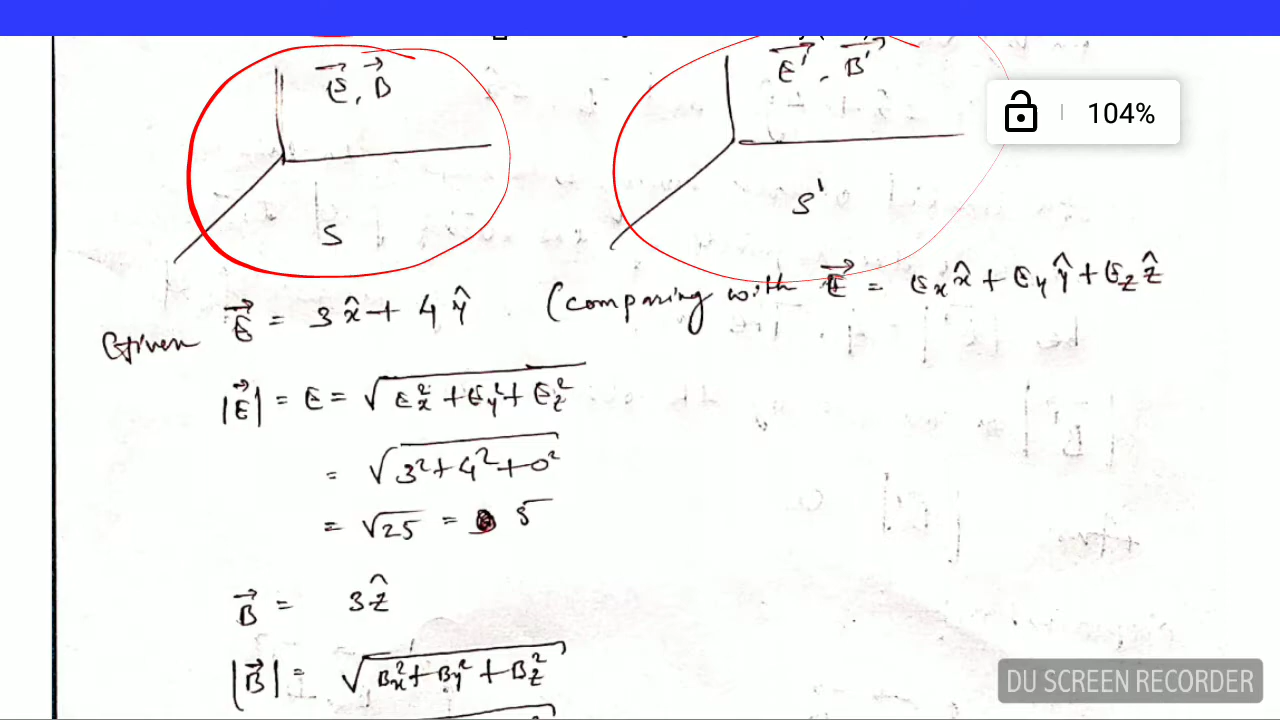 E⃗, B⃗
E⃗', B⃗'
104%
S
S'
Given E⃗ = 3x̂ + 4ŷ (Comparing with E⃗ = Eₓx̂ + Eyŷ + Ezẑ
|E⃗| = E = √(Eₓ² + Ey² + Ez²)
= √(3² + 4² + 0²)
= √25 = 5
B⃗ = 3ẑ
|B⃗| = √(Bₓ² + By² + Bz²)
DU SCREEN RECORDER